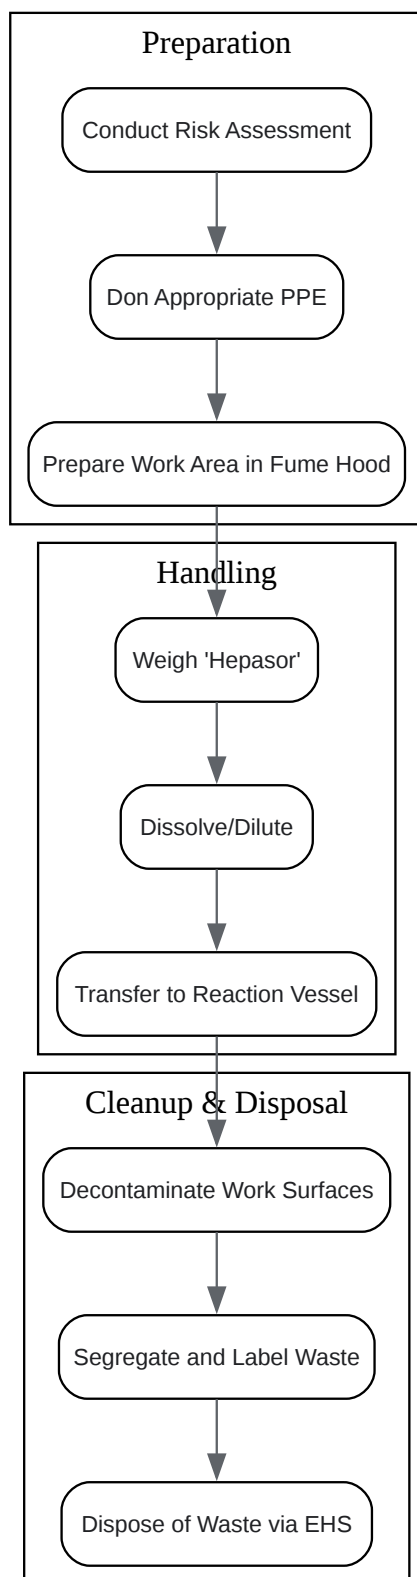 Preparation
Conduct Risk Assessment
Don Appropriate PPE
Prepare Work Area in Fume Hood
Handling
Weigh 'Hepasor'
Dissolve/Dilute
Transfer to Reaction Vessel
Cleanup & Disposal
Decontaminate Work Surfaces
Segregate and Label Waste
Dispose of Waste via EHS